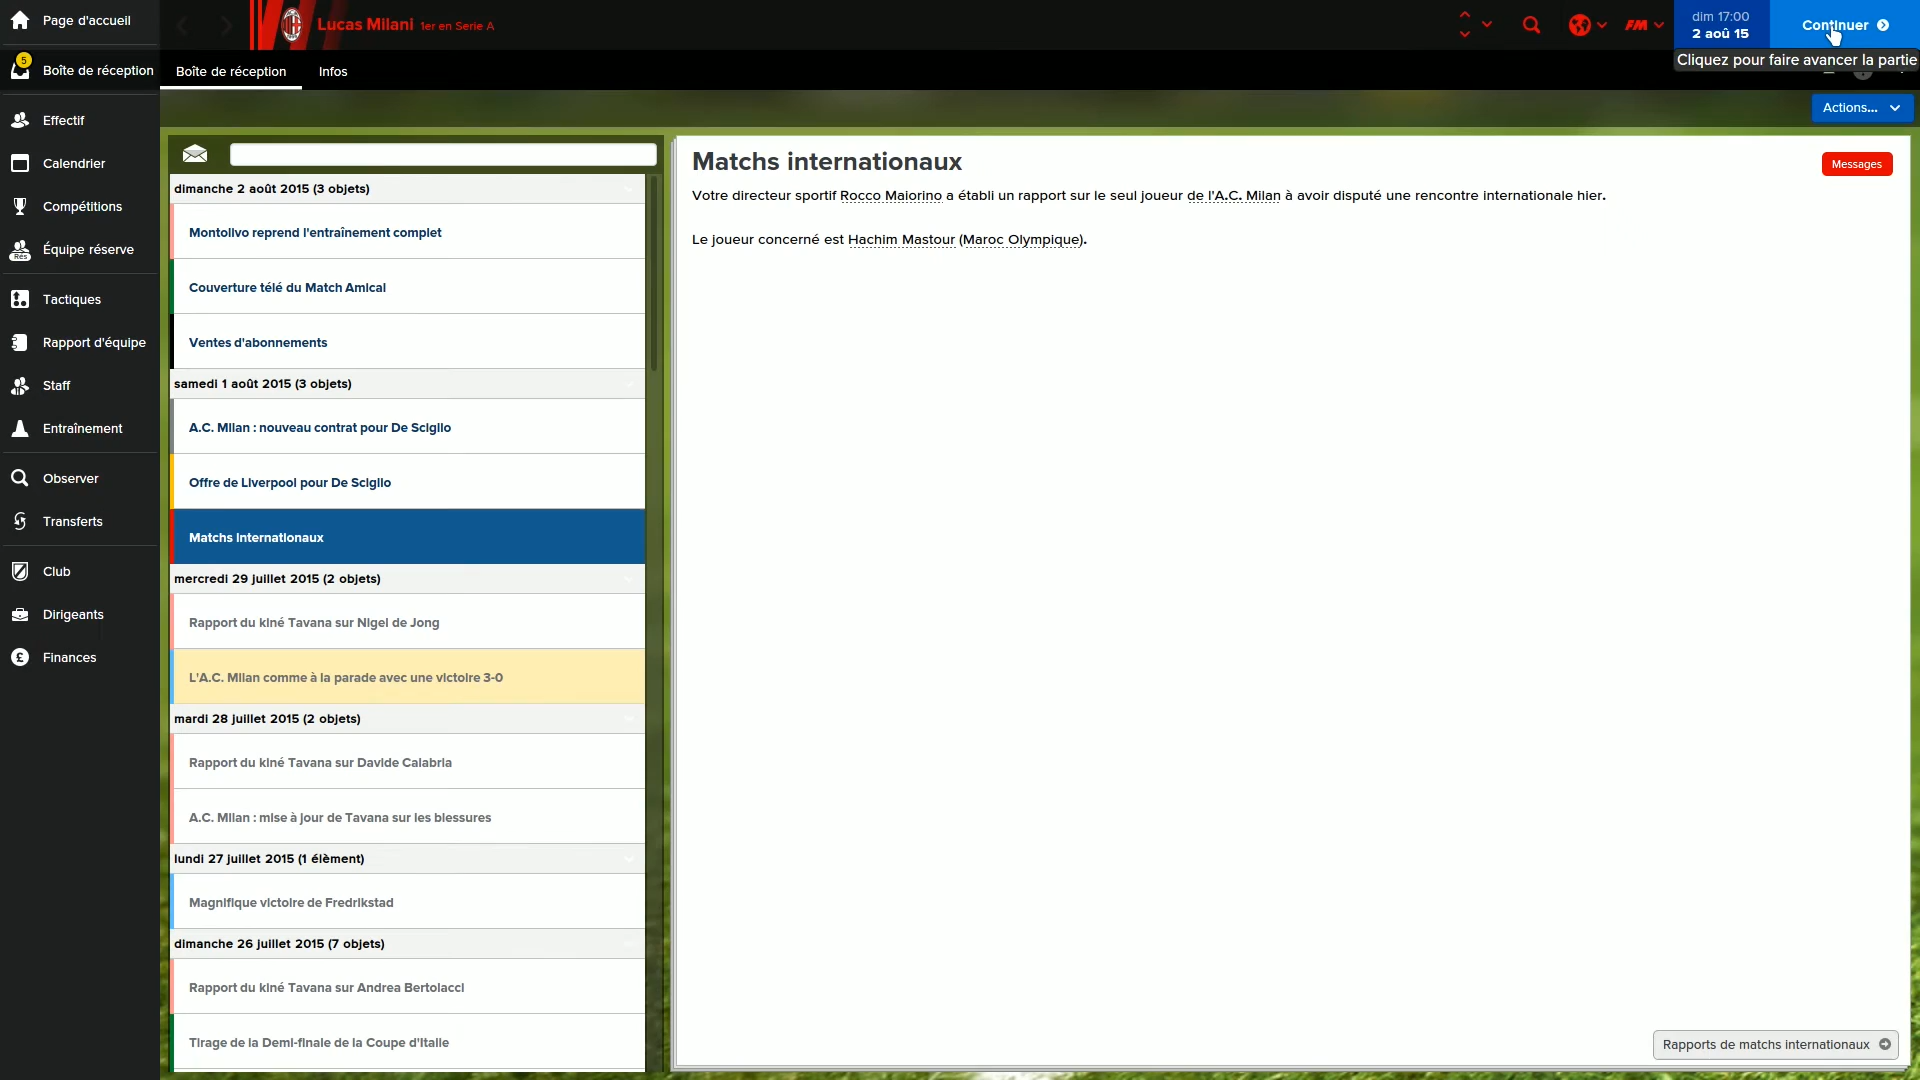 Page d'accueil
Lucas Milani 1er en Serie A
FM
dim 17:00
2 aoû 15
Continuer
Cliquez pour faire avancer la partie
5
Boîte de réception
Boîte de réception
Infos
Actions...
Effectif
Calendrier
Compétitions
Rés
Équipe réserve
Tactiques
Rapport d'équipe
Staff
Entraînement
Observer
Transferts
Club
Dirigeants
£
Finances
dimanche 2 août 2015 (3 objets)
Montolivo reprend l'entraînement complet
Couverture télé du Match Amical
Ventes d'abonnements
samedi 1 août 2015 (3 objets)
A.C. Milan : nouveau contrat pour De Sciglio
Offre de Liverpool pour De Sciglio
Matchs internationaux
mercredi 29 juillet 2015 (2 objets)
Rapport du kiné Tavana sur Nigel de Jong
L'A.C. Milan comme à la parade avec une victoire 3-0
mardi 28 juillet 2015 (2 objets)
Rapport du kiné Tavana sur Davide Calabria
A.C. Milan : mise à jour de Tavana sur les blessures
lundi 27 juillet 2015 (1 élèment)
Magnifique victoire de Fredrikstad
dimanche 26 juillet 2015 (7 objets)
Rapport du kiné Tavana sur Andrea Bertolacci
Tirage de la Demi-finale de la Coupe d'Italie
Matchs internationaux
Messages
Votre directeur sportif Rocco Maiorino a établi un rapport sur le seul joueur de l'A.C. Milan à avoir disputé une rencontre internationale hier.
Le joueur concerné est Hachim Mastour (Maroc Olympique).
Rapports de matchs internationaux